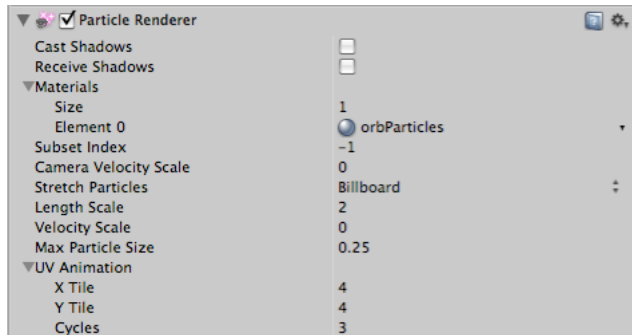 Particle Renderer
Cast Shadows
Receive Shadows
Materials
Size 1
Element 0 orbParticles
Subset Index -1
Camera Velocity Scale 0
Stretch Particles Billboard
Length Scale 2
Velocity Scale 0
Max Particle Size 0.25
UV Animation
X Tile 4
Y Tile 4
Cycles 3